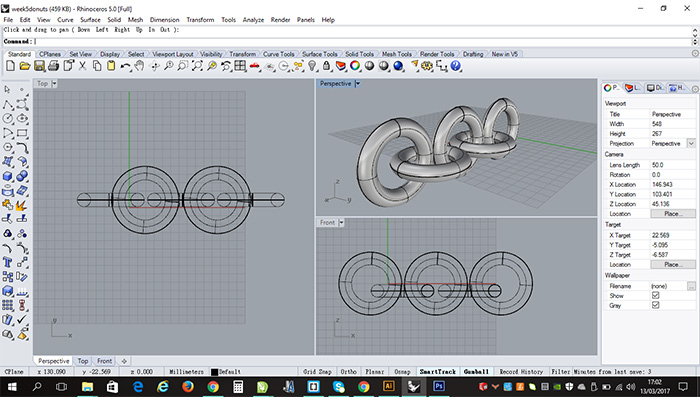 week5donuts (459 KB) - Rhinoceros 5.0 [Full]
File Edit View Curve Surface Solid Mesh Dimension Transform Tools Analyze Render Panels Help
Click and drag to pan ( Down Left Right Up In Out ):
Command:
Standard CPlanes Set View Display Select Viewport Layout Visibility Transform Curve Tools Surface Tools Solid Tools Mesh Tools Render Tools Drafting New in V5
Top
Perspective
Front
y
x
z
y
x
z
x
P...
L...
Di...
H...
Viewport
Title Perspective
Width 548
Height 267
Projection Perspective
Camera
Lens Length 50.0
Rotation 0.0
X Location 146.943
Y Location 103.401
Z Location 45.136
Location Place...
Target
X Target 22.569
Y Target -5.095
Z Target -6.587
Location Place...
Wallpaper
Filename (none) ...
Show
Gray
Perspective Top Front
CPlane x 130.090 y -22.569 z 0.000 Millimeters Default Grid Snap Ortho Planar Osnap SmartTrack Gumball Record History Filter Minutes from last save: 3
17:02
13/03/2017